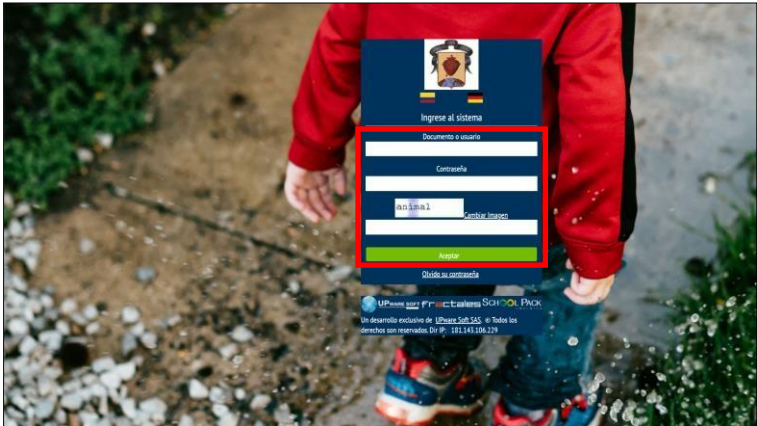 Ingrese al sistema
Documento o usuario
Contraseña
animal
Cambiar Imagen
Aceptar
Olvido su contraseña
UPWARE SOFT Fractales SCHOOL PACK
Un desarrollo exclusivo de UPware Soft SAS © Todos los
derechos son reservados. Dir IP: 181.143.106.229